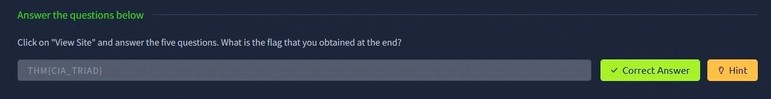 Answer the questions below
Click on "View Site" and answer the five questions. What is the flag that you obtained at the end?
THM{CIA_TRIAD}
Correct Answer
Hint